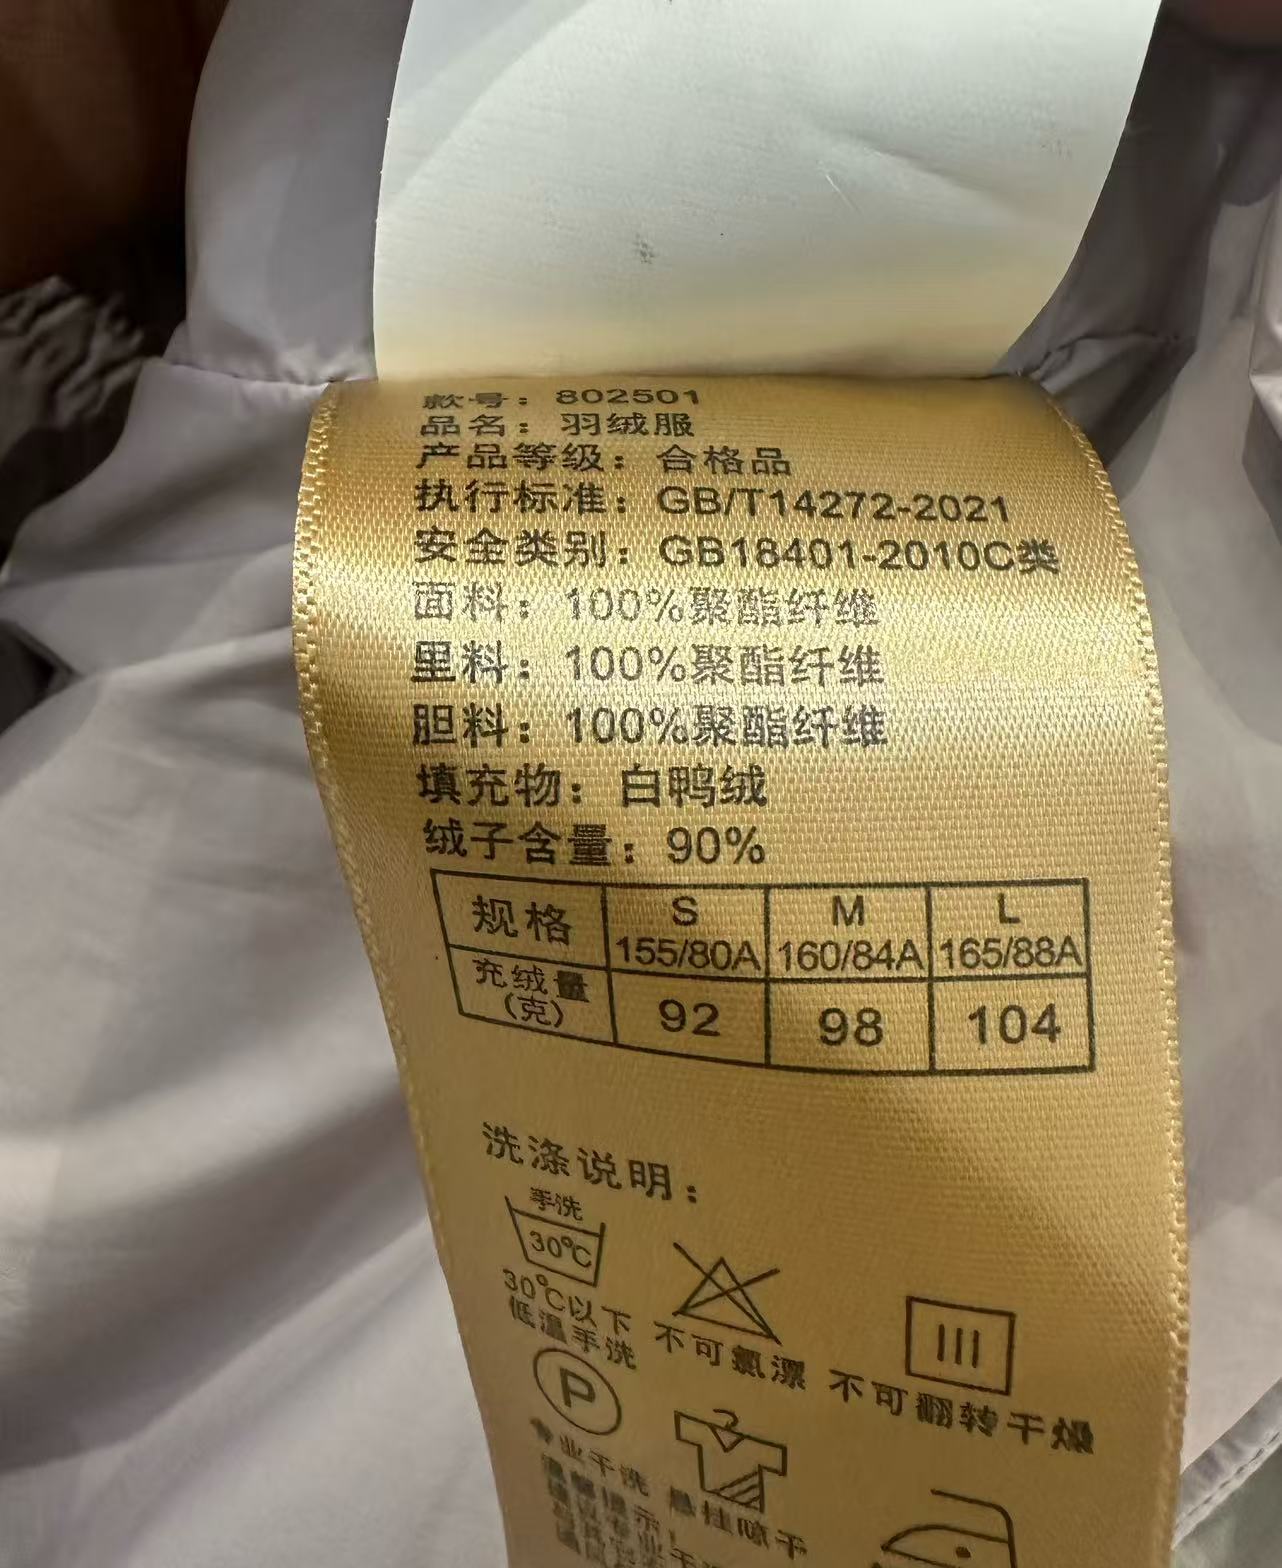 款号：802501
品名：羽绒服
产品等级：合格品
执行标准：GB/T14272-2021
安全类别：GB18401-2010C类
面料：100%聚酯纤维
里料：100%聚酯纤维
胆料：100%聚酯纤维
填充物：白鸭绒
绒子含量：90%
规格 S M L
155/80A 160/84A 165/88A
充绒量 92 98 104
(克)
洗涤说明：
手洗
30℃
30℃以下
低温手洗
不可氯漂
不可翻转干燥
P
专业干洗
悬挂晾干